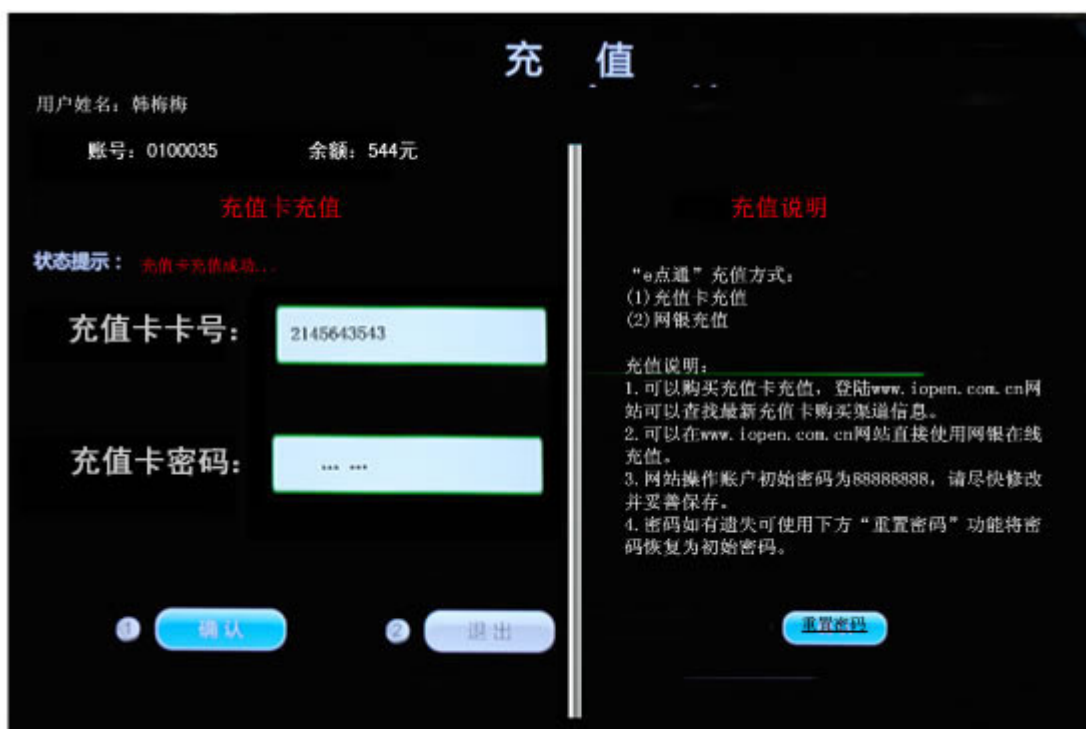 充 值
用户姓名：韩梅梅
账号：0100035 余额：544元
充值卡充值
状态提示： 充值卡充值成功...
充值卡卡号： 2145643543
充值卡密码： *** ***
① 确 认 ② 退 出
充值说明
“e点通”充值方式：
(1)充值卡充值
(2)网银充值
充值说明：
1.可以购买充值卡充值，登陆www.iopen.com.cn网
站可以查找最新充值卡购买渠道信息。
2.可以在www.iopen.com.cn网站直接使用网银在线
充值。
3.网站操作账户初始密码为88888888，请尽快修改
并妥善保存。
4.密码如有遗失可使用下方“重置密码”功能将密
码恢复为初始密码。
重置密码